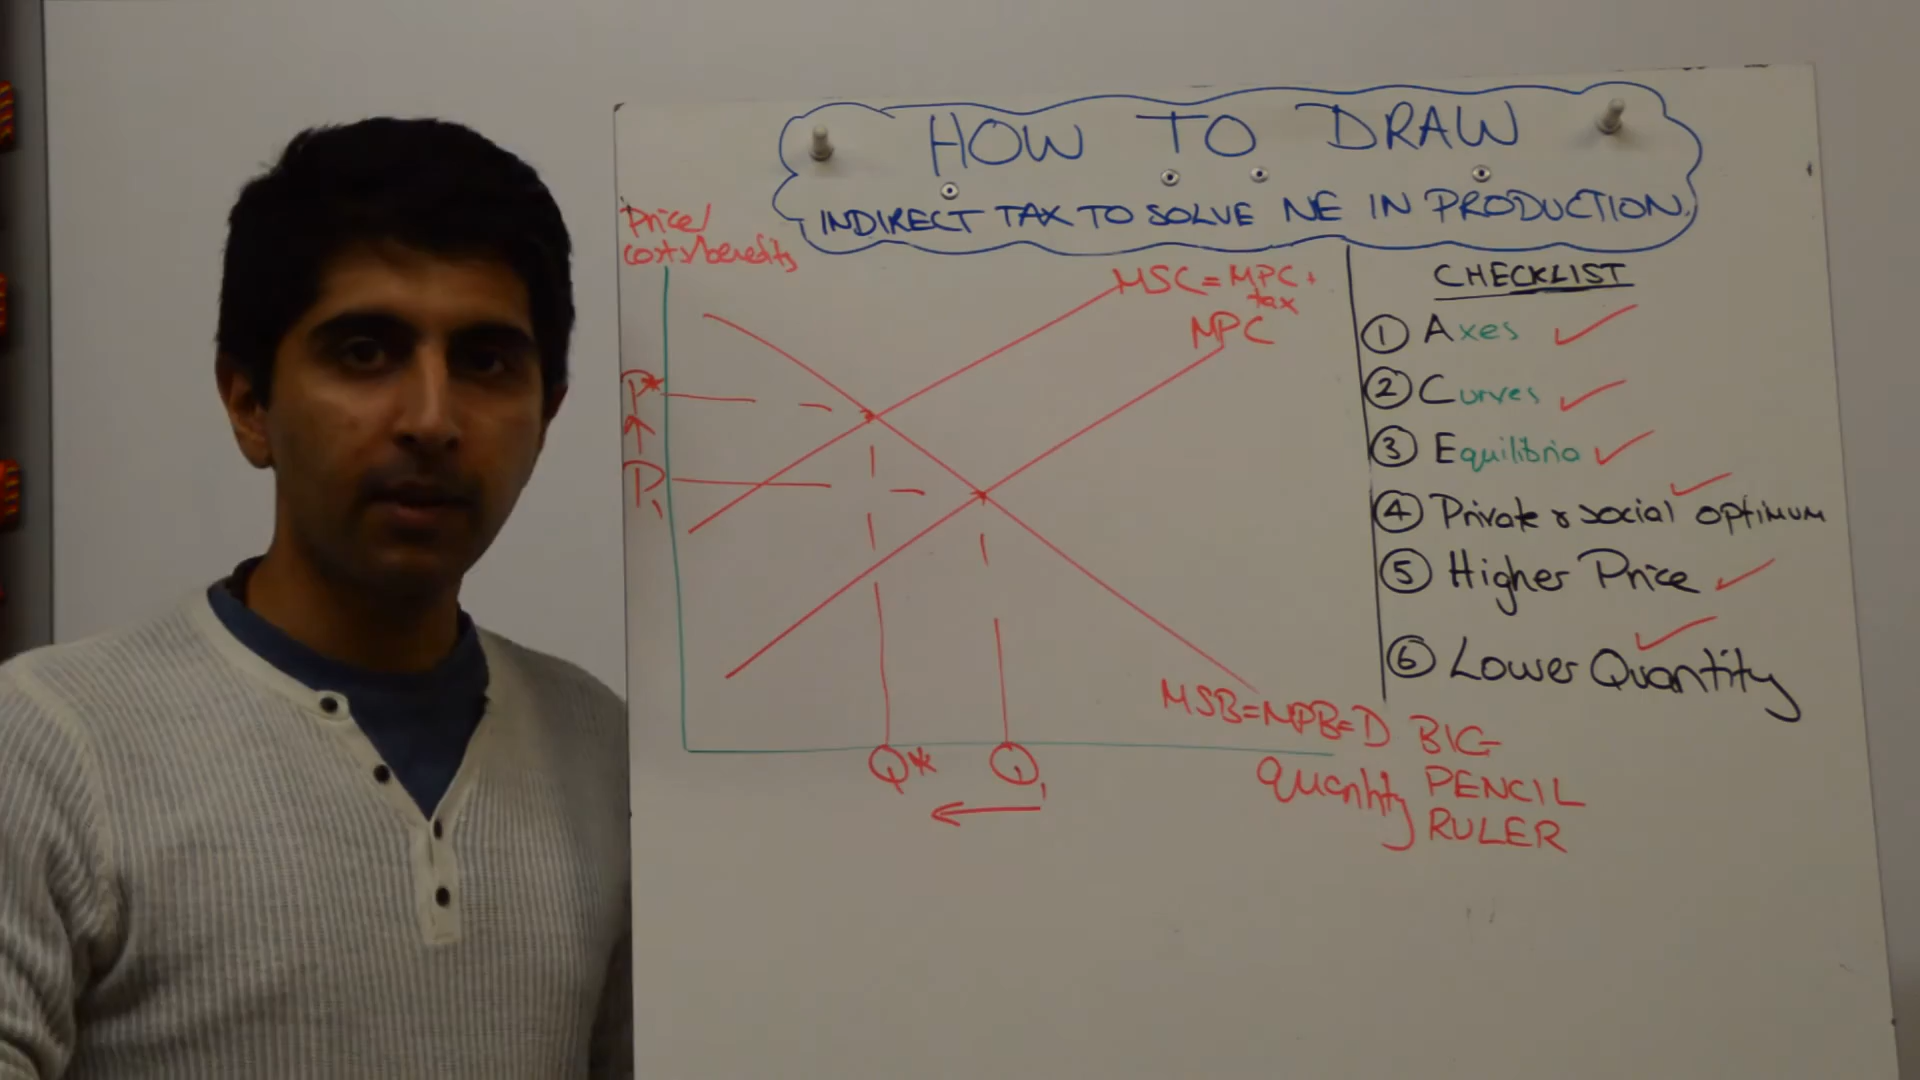 HOW TO DRAW
INDIRECT TAX TO SOLVE NE IN PRODUCTION.
Price/
costs/benefits
MSC=MPC+
tax
MPC
P*
P1
MSB=MPB=D
Q*
Q1
quantity
CHECKLIST
① Axes
② Curves
③ Equilibria
④ Private & social optimum
⑤ Higher Price
⑥ Lower Quantity
BIG
PENCIL
RULER